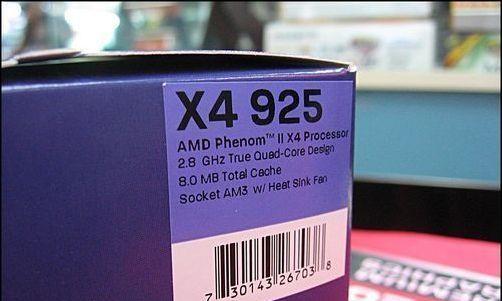 X4 925
AMD Phenom™ II X4 Processor
2.8 GHz True Quad-Core Design
8.0 MB Total Cache
Socket AM3 w/ Heat Sink Fan
7 30143 26703 8